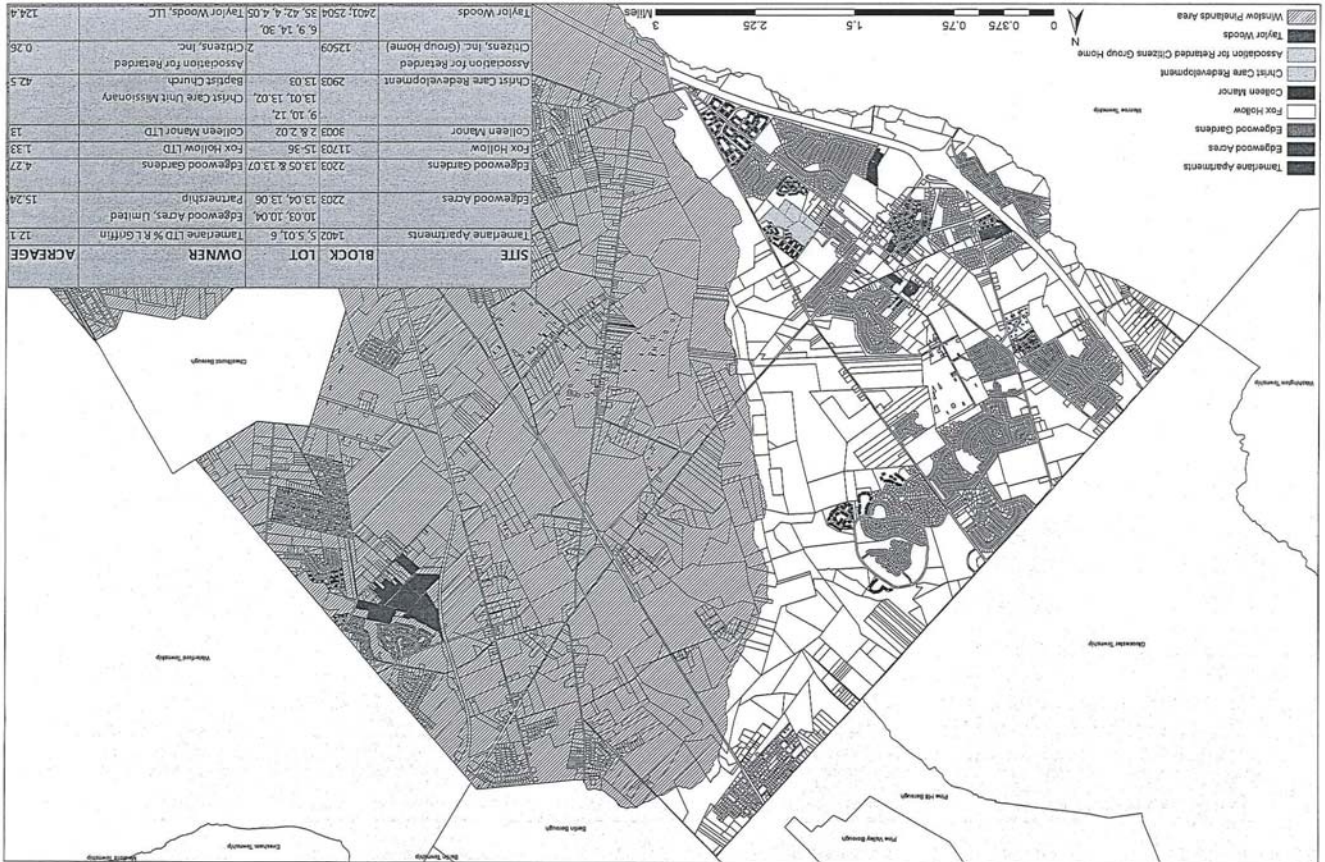 Berlin Township
Medford Township
Evesham Township
Pine Valley Borough
Berlin Borough
Pine Hill Borough
Waterford Township
Gloucester Township
Washington Township
Chesilhurst Borough
Monroe Township
Tamerlane Apartments
Edgewood Acres
Edgewood Gardens
Fox Hollow
Colleen Manor
Christ Care Redevelopment
Association for Retarded Citizens Group Home
Taylor Woods
Winslow Pinelands Area
N
0 0.375 0.75 1.5 2.25 3 Miles
SITE BLOCK LOT OWNER ACREAGE
Tamerlane Apartments 1402 5, 5.01, 6 Tamerlane LTD % R L Griffin 12.1
10.03, 10.04, Edgewood Acres, Limited
Edgewood Acres 2203 13.04, 13.06 Partnership 15.24
Edgewood Gardens 2203 13.05 & 13.07 Edgewood Gardens 4.27
Fox Hollow 11703 15-36 Fox Hollow LTD 1.33
Colleen Manor 3003 2 & 2.02 Colleen Manor LTD 13
9, 10, 12,
13.01, 13.02, Christ Care Unit Missionary
Christ Care Redevelopment 2903 13.03 Baptist Church 42.5
Association for Retarded Association for Retarded
Citizens, Inc. (Group Home) 12509 2 Citizens, Inc. 0.26
6, 9, 14, 30,
Taylor Woods 2401; 2504 35, 42; 4, 4.05 Taylor Woods, LLC 124.4